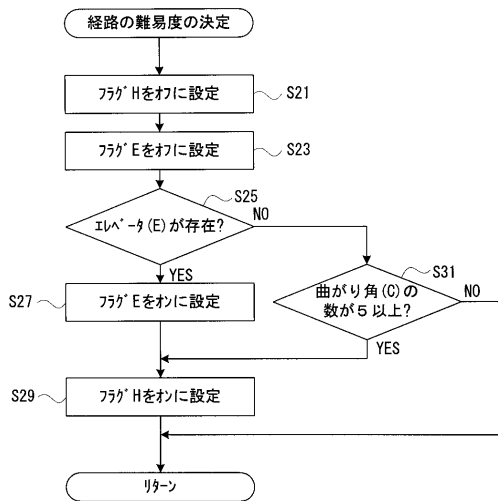 経路の難易度の決定
ﾌﾗｸﾞHをｵﾌに設定
S21
ﾌﾗｸﾞEをｵﾌに設定
S23
S25
ｴﾚﾍﾞｰﾀ(E)が存在?
NO
YES
S31
曲がり角(C)の
数が5以上?
NO
YES
S27
ﾌﾗｸﾞEをｵﾝに設定
S29
ﾌﾗｸﾞHをｵﾝに設定
ﾘﾀｰﾝ